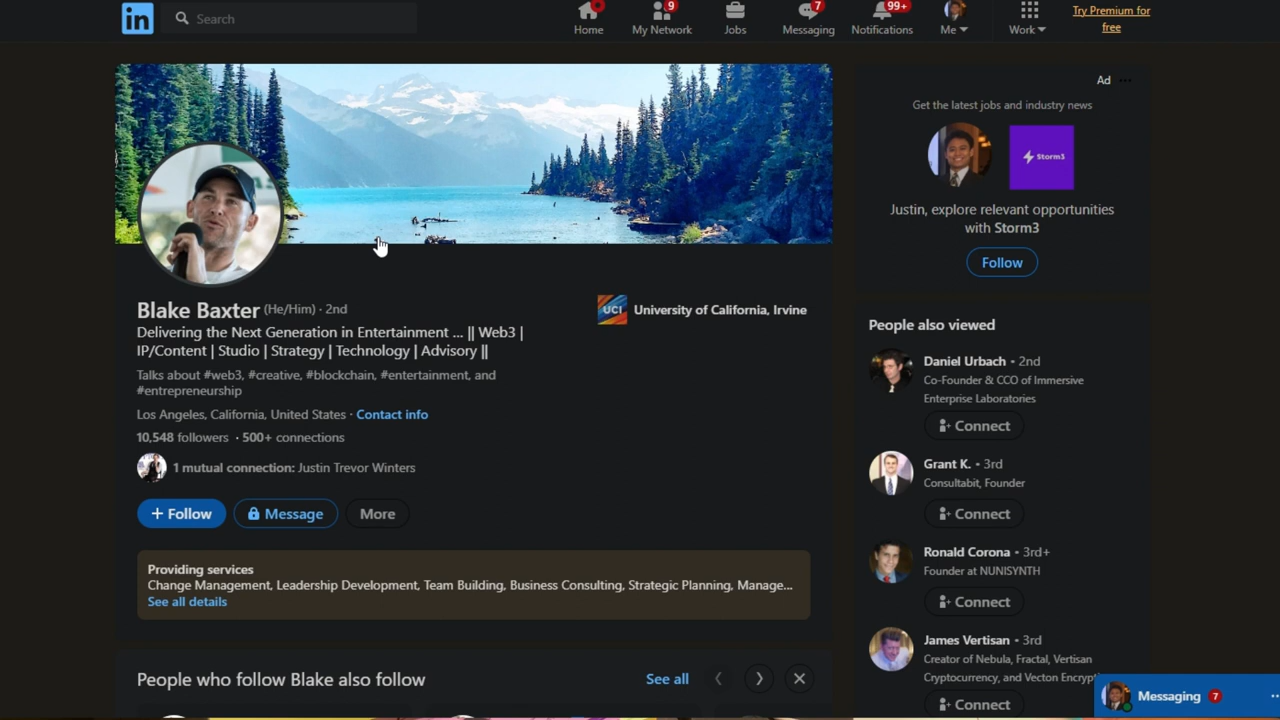 in
Search
Home
9
My Network
Jobs
7
Messaging
99+
Notifications
Me
Work
Try Premium for
free
Blake Baxter (He/Him) · 2nd
Delivering the Next Generation in Entertainment ... || Web3 |
IP/Content | Studio | Strategy | Technology | Advisory ||
Talks about #web3, #creative, #blockchain, #entertainment, and
#entrepreneurship
Los Angeles, California, United States · Contact info
10,548 followers · 500+ connections
1 mutual connection: Justin Trevor Winters
+ Follow
Message
More
UCI
University of California, Irvine
Providing services
Change Management, Leadership Development, Team Building, Business Consulting, Strategic Planning, Manage...
See all details
People who follow Blake also follow
See all
Ad ...
Get the latest jobs and industry news
Storm3
Justin, explore relevant opportunities
with Storm3
Follow
People also viewed
Daniel Urbach · 2nd
Co-Founder & CCO of Immersive
Enterprise Laboratories
Connect
Grant K. · 3rd
Consultabit, Founder
Connect
Ronald Corona · 3rd+
Founder at NUNISYNTH
Connect
James Vertisan · 3rd
Creator of Nebula, Fractal, Vertisan
Cryptocurrency, and Vecton Encrypti
Connect
Messaging 7